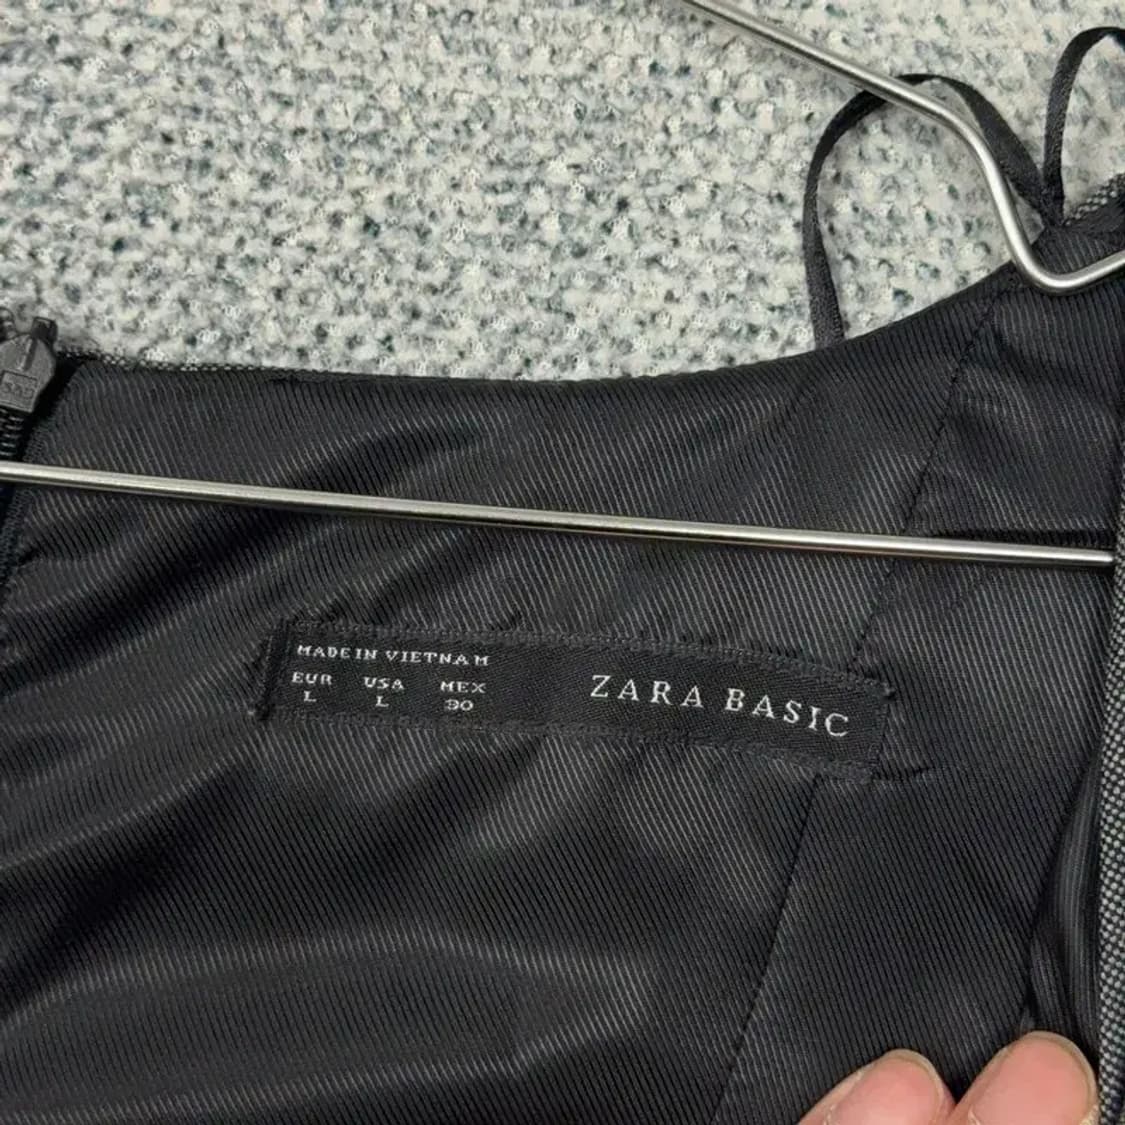 MADE IN VIETNAM
EUR USA MEX
L L 30
ZARA BASIC